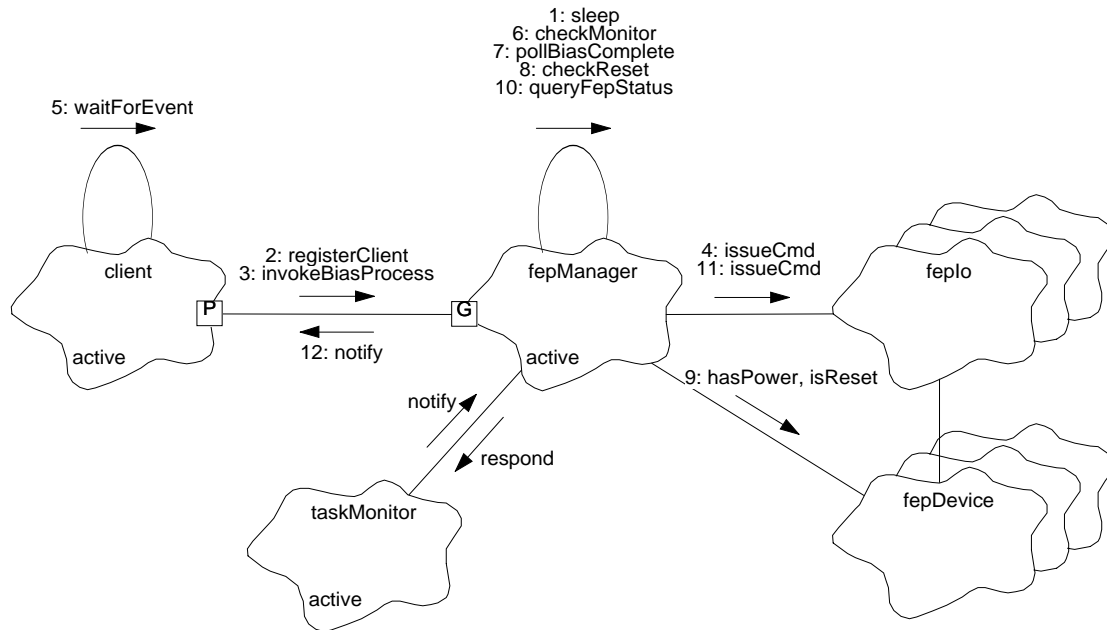 1: sleep
6: checkMonitor
7: pollBiasComplete
8: checkReset
10: queryFepStatus
5: waitForEvent
client
2: registerClient
3: invokeBiasProcess
fepManager
4: issueCmd
11: issueCmd
fepIo
P
G
12: notify
active
active
9: hasPower, isReset
notify
respond
taskMonitor
fepDevice
active